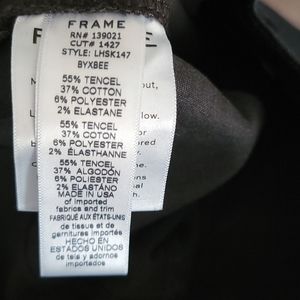 FRAME
RN# 139021
CUT# 1427
STYLE: LHSK147
BYXBEE
55% TENCEL
37% COTTON
6% POLYESTER
2% ELASTANE
55% TENCEL
37% COTON
6% POLYESTER
2% ÉLASTHANNE
55% TENCEL
37% ALGODÓN
6% POLIESTER
2% ELASTANO
MADE IN USA
of imported
fabrics and trim
FABRIQUÉ AUX ÉTATS-UNIS
de tissus et de
garnitures importés
HECHO EN
ESTADOS UNIDOS
de tela y adornos
importados